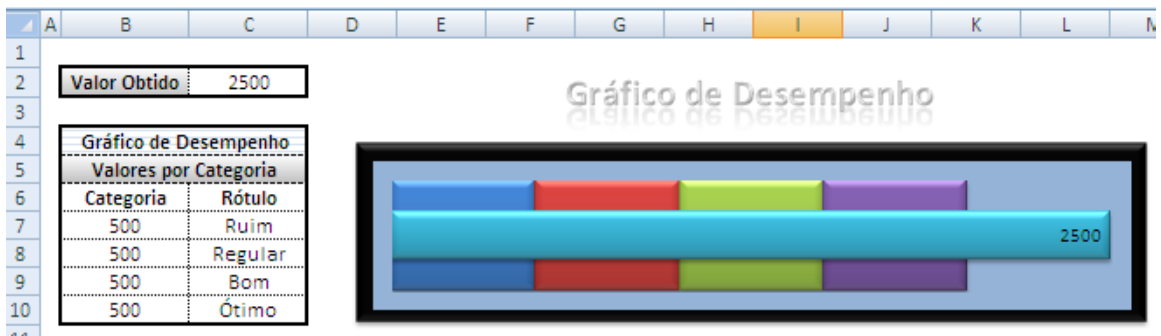 A B C D E F G H I J K L
1
2 Valor Obtido 2500 Gráfico de Desempenho
3
4 Gráfico de Desempenho
5 Valores por Categoria
6 Categoria Rótulo
7 500 Ruim
8 500 Regular 2500
9 500 Bom
10 500 Ótimo